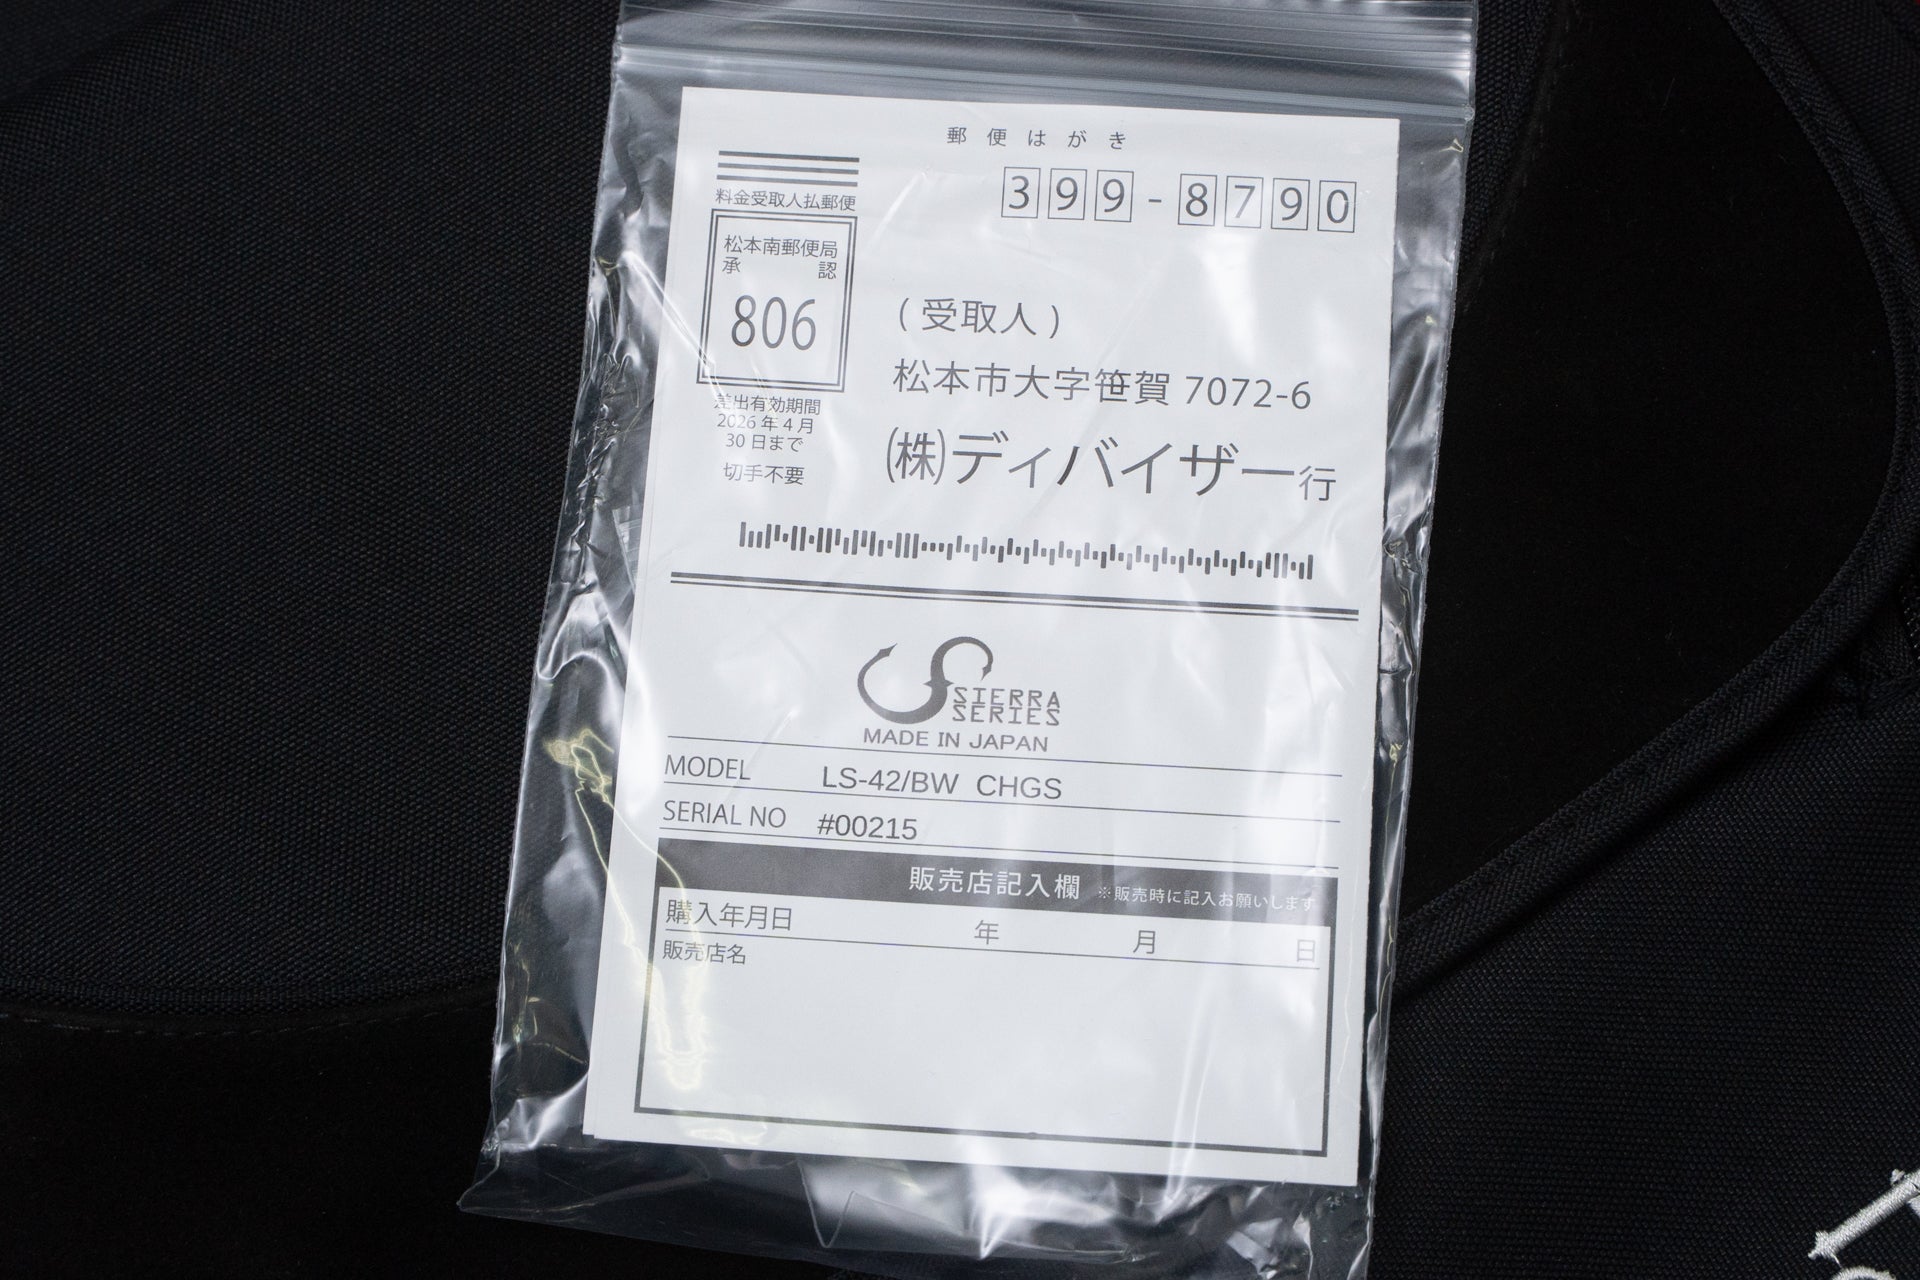 郵便はがき
399-8790
料金受取人払郵便
松本南郵便局
承認
806
差出有効期間
2026年4月
30日まで
切手不要
(受取人)
松本市大字笹賀 7072-6
(株)ディバイザー行
SIERRA
SERIES
MADE IN JAPAN
MODEL LS-42/BW CHGS
SERIAL NO #00215
販売店記入欄 ※販売時に記入お願いします
購入年月日 年 月 日
販売店名